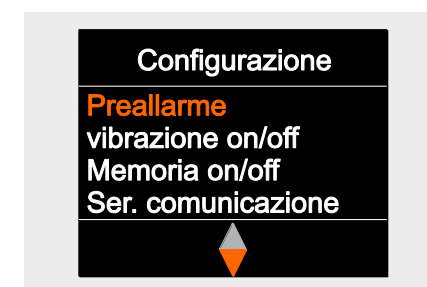 Configurazione
Preallarme
vibrazione on/off
Memoria on/off
Ser. comunicazione